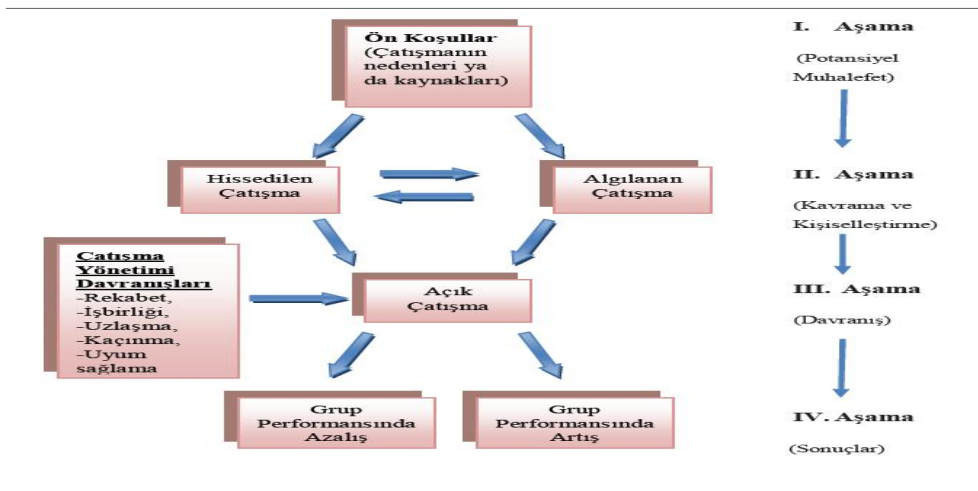 Ön Koşullar
(Çatışmanın
nedenleri ya
da kaynakları)
I. Aşama
(Potansiyel
Muhalefet)
Hissedilen
Çatışma
Algılanan
Çatışma
II. Aşama
(Kavrama ve
Kişiselleştirme)
Çatışma
Yönetimi
Davranışları
-Rekabet,
-İşbirliği,
-Uzlaşma,
-Kaçınma,
-Uyum
sağlama
Açık
Çatışma
III. Aşama
(Davranış)
Grup
Performansında
Azalış
Grup
Performansında
Artış
IV. Aşama
(Sonuçlar)